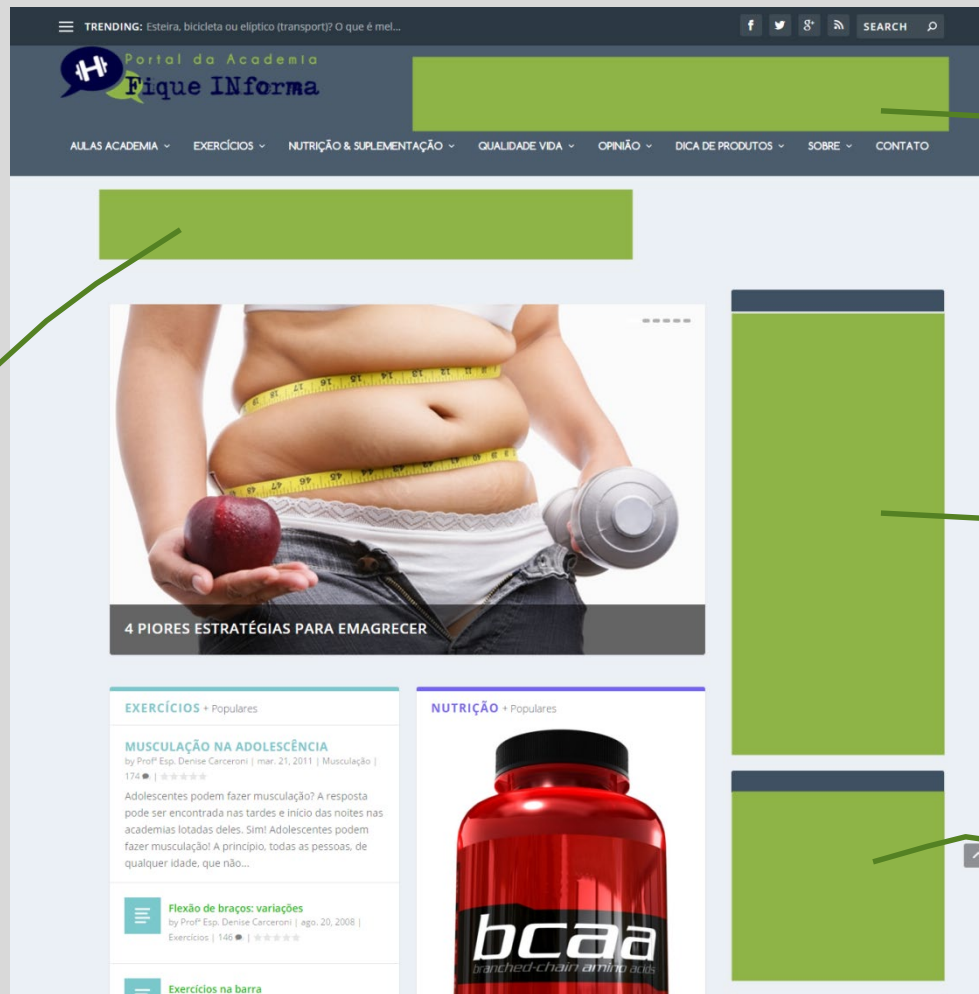 TRENDING: Esteira, bicicleta ou elíptico (transport)? O que é mel...
SEARCH
Portal da Academia
Fique INforma
AULAS ACADEMIA
EXERCÍCIOS
NUTRIÇÃO & SUPLEMENTAÇÃO
QUALIDADE VIDA
OPINIÃO
DICA DE PRODUTOS
SOBRE
CONTATO
4 PIORES ESTRATÉGIAS PARA EMAGRECER
EXERCÍCIOS + Populares
MUSCULAÇÃO NA ADOLESCÊNCIA
by Profª Esp. Denise Carceroni | mar. 21, 2011 | Musculação |
174 |
Adolescentes podem fazer musculação? A resposta
pode ser encontrada nas tardes e início das noites nas
academias lotadas deles. Sim! Adolescentes podem
fazer musculação! A princípio, todas as pessoas, de
qualquer idade, que não...
Flexão de braços: variações
by Profª Esp. Denise Carceroni | ago. 20, 2008 |
Exercícios | 146 |
Exercícios na barra
NUTRIÇÃO + Populares
bcaa
branched-chain amino acids